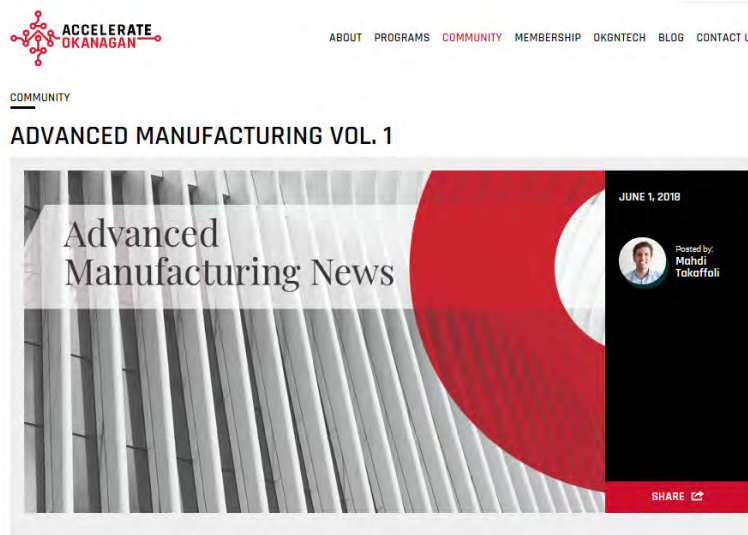 ACCELERATE
OKANAGAN
ABOUT PROGRAMS COMMUNITY MEMBERSHIP OKGNTECH BLOG CONTACT U
COMMUNITY
ADVANCED MANUFACTURING VOL. 1
Advanced
Manufacturing News
JUNE 1, 2018
Posted by:
Mahdi
Takaffoli
SHARE